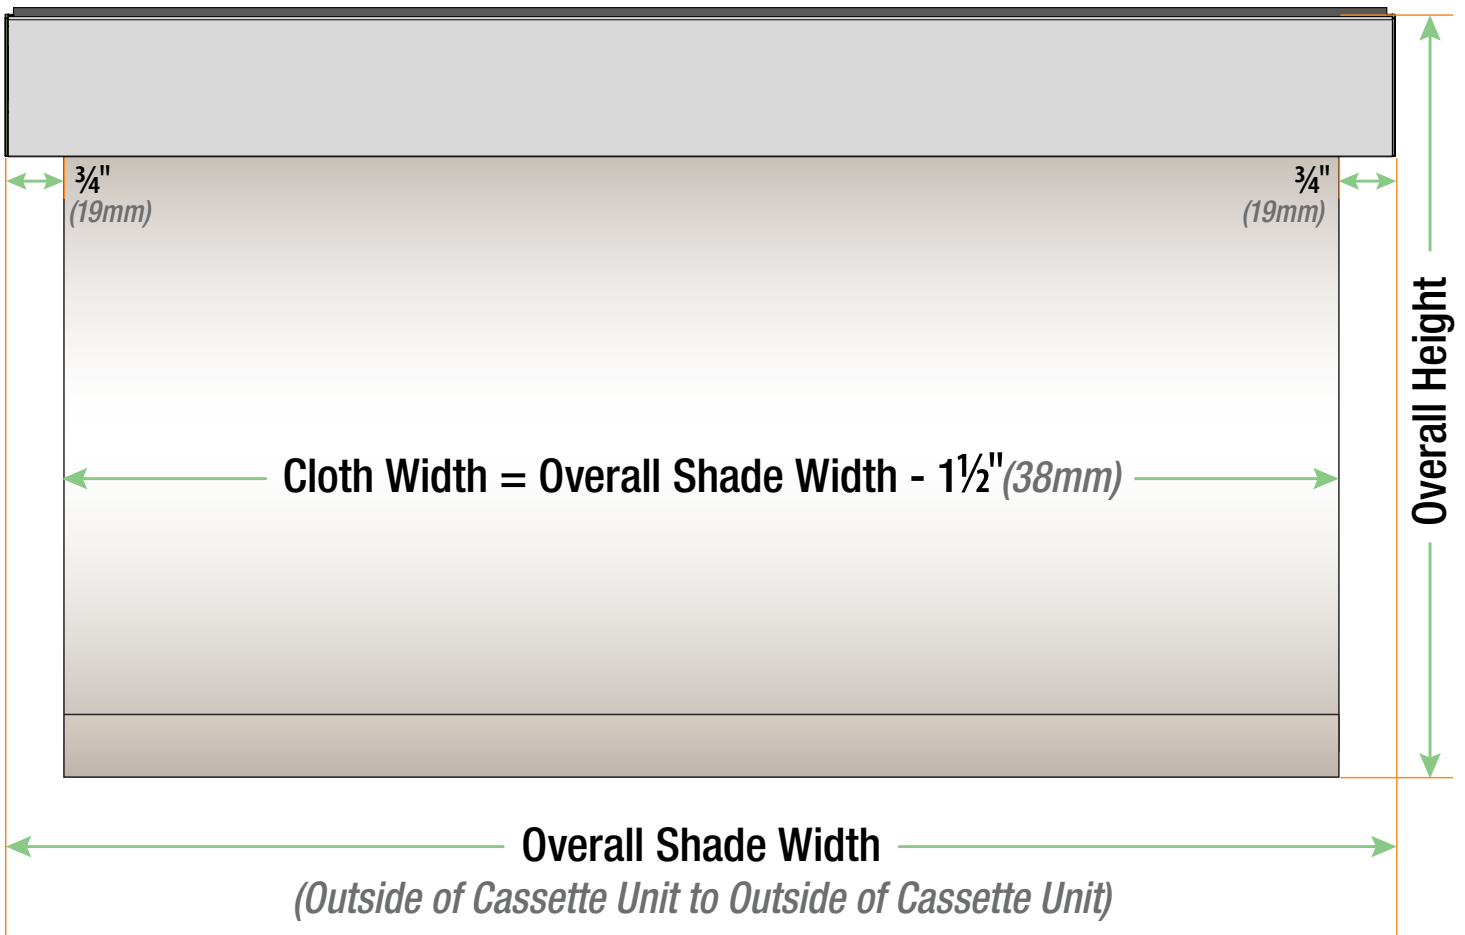 ¾" ¾"
(19mm) (19mm)
Overall Height
Cloth Width = Overall Shade Width - 1½" (38mm)
Overall Shade Width
(Outside of Cassette Unit to Outside of Cassette Unit)